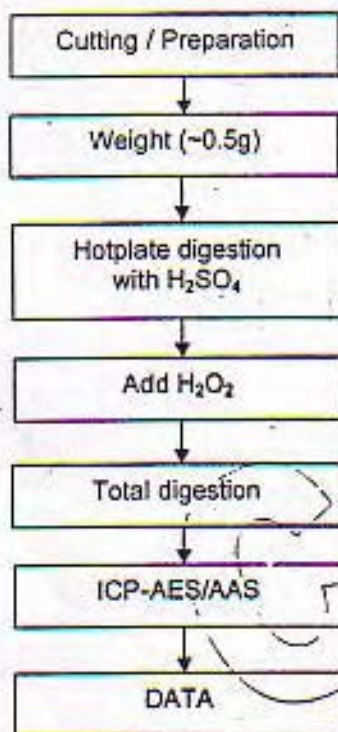 Cutting / Preparation
Weight (~0.5g)
Hotplate digestion
with H₂SO₄
Add H₂O₂
Total digestion
ICP-AES/AAS
DATA